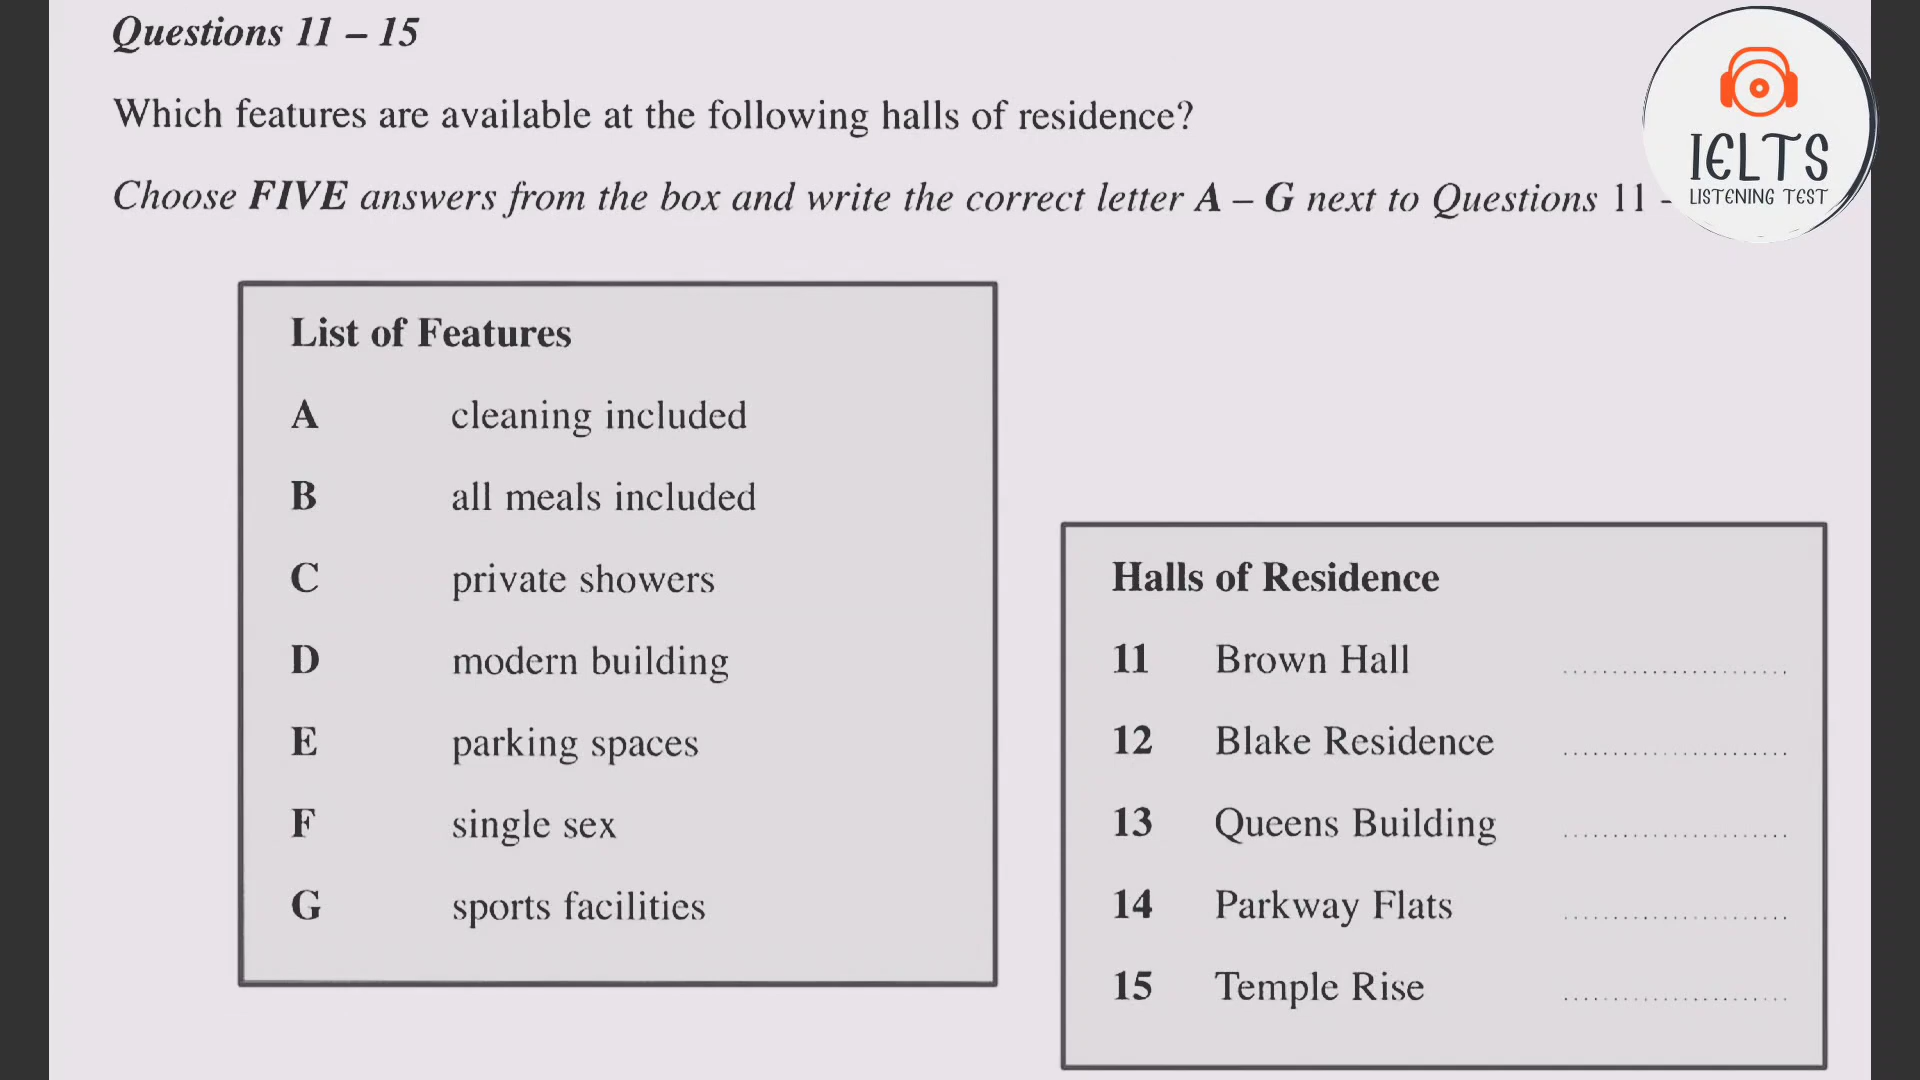 Questions 11 – 15
Which features are available at the following halls of residence?
Choose FIVE answers from the box and write the correct letter A – G next to Questions 11 -
IELTS
LISTENING TEST
List of Features
A cleaning included
B all meals included
C private showers
D modern building
E parking spaces
F single sex
G sports facilities
Halls of Residence
11 Brown Hall ......................
12 Blake Residence ......................
13 Queens Building ......................
14 Parkway Flats ......................
15 Temple Rise ......................